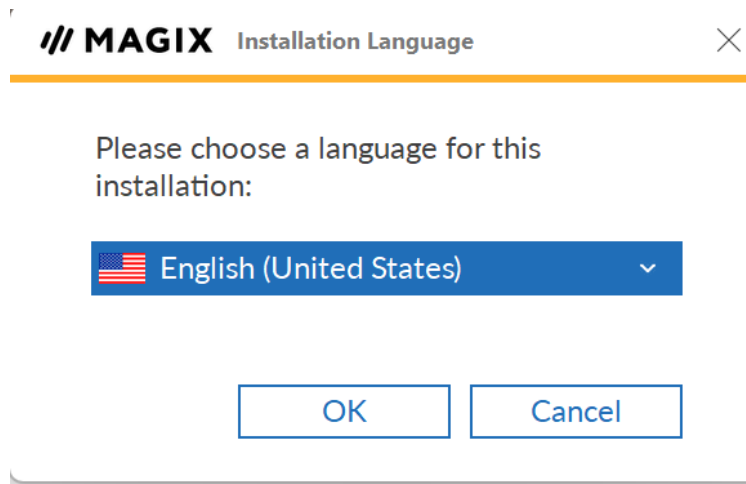 MAGIX Installation Language
Please choose a language for this
installation:
English (United States)
OK Cancel